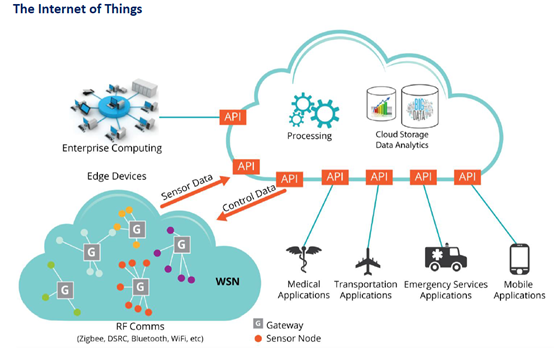 The Internet of Things
API
Enterprise Computing
Processing
BIG
DATA
Cloud Storage
Data Analytics
Edge Devices
API
API
API
API
API
API
Sensor Data
Control Data
G
G
G
G
G
WSN
Medical
Applications
Transportation
Applications
Emergency Services
Applications
Mobile
Applications
RF Comms
(Zigbee, DSRC, Bluetooth, WiFi, etc)
G Gateway
Sensor Node